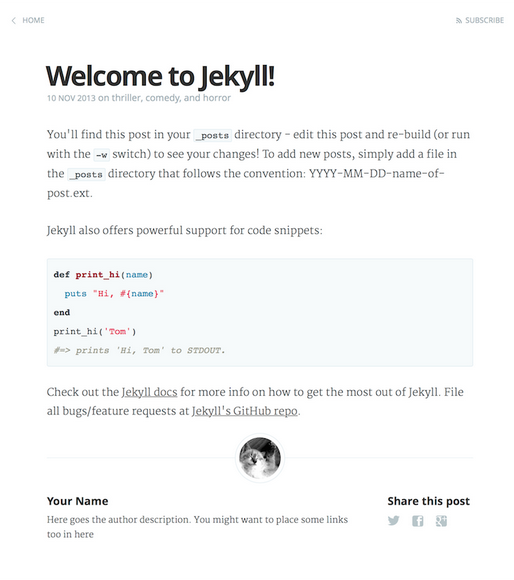 HOME
SUBSCRIBE
Welcome to Jekyll!
10 NOV 2013 on thriller, comedy, and horror
You'll find this post in your _posts directory - edit this post and re-build (or run
with the -w switch) to see your changes! To add new posts, simply add a file in
the _posts directory that follows the convention: YYYY-MM-DD-name-of-
post.ext.
Jekyll also offers powerful support for code snippets:
def print_hi(name)
  puts "Hi, #{name}"
end
print_hi('Tom')
#=> prints 'Hi, Tom' to STDOUT.
Check out the Jekyll docs for more info on how to get the most out of Jekyll. File
all bugs/feature requests at Jekyll's GitHub repo.
Your Name
Share this post
Here goes the author description. You might want to place some links
too in here